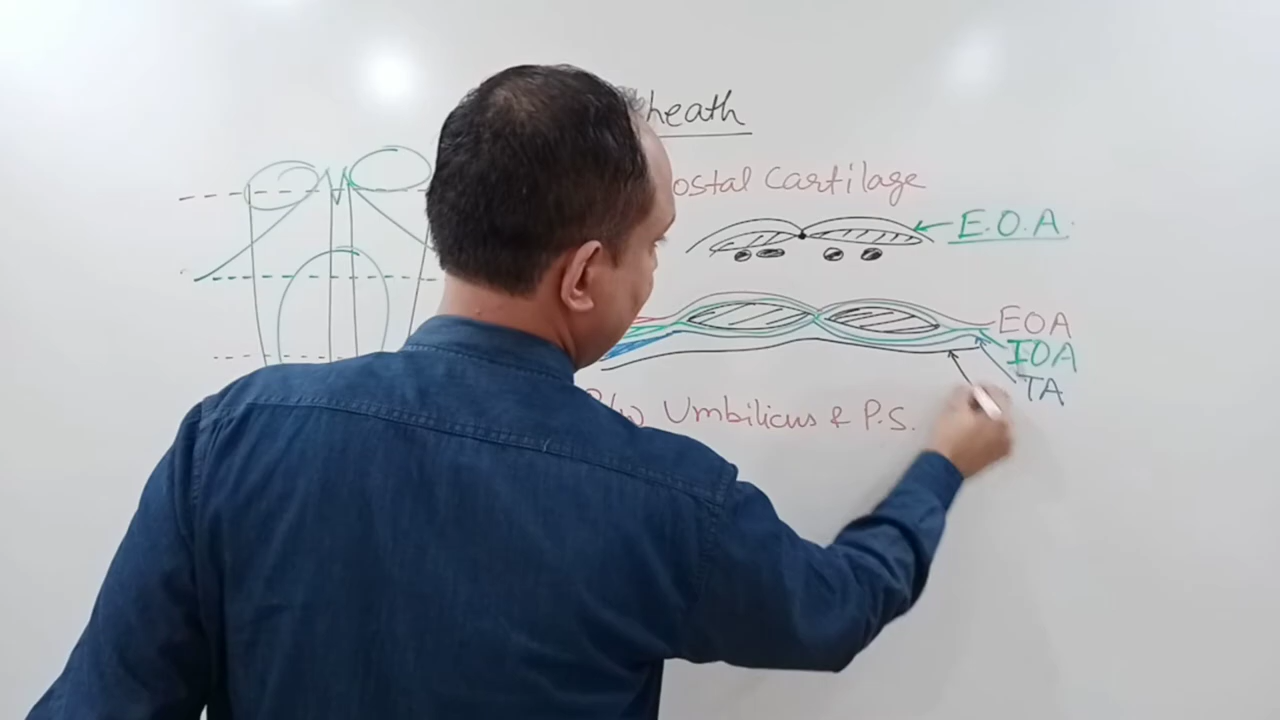 heath
ostal Cartilage
E.O.A.
EOA
IOA
TA
Umbilicus & P.S.